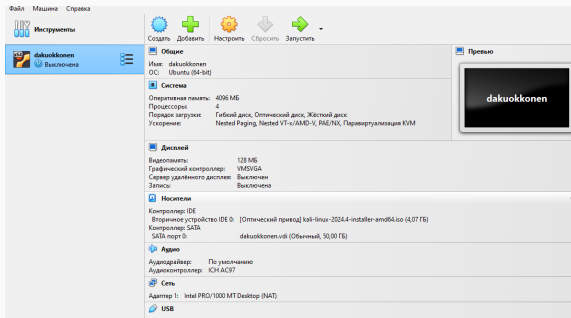 Файл Машина Справка
Инструменты
Создать Добавить Настроить Сбросить Запустить
dakuokkonen
Выключена
Общие
Имя: dakuokkonen
ОС: Ubuntu (64-bit)
Превью
dakuokkonen
Система
Оперативная память: 4096 МБ
Процессоры: 4
Порядок загрузки: Гибкий диск, Оптический диск, Жёсткий диск
Ускорение: Nested Paging, Nested VT-x/AMD-V, PAE/NX, Паравиртуализация KVM
Дисплей
Видеопамять: 128 МБ
Графический контроллер: VMSVGA
Сервер удалённого дисплея: Выключен
Запись: Выключена
Носители
Контроллер: IDE
Вторичное устройство IDE 0: [Оптический привод] kali-linux-2024.4-installer-amd64.iso (4,07 ГБ)
Контроллер: SATA
SATA порт 0: dakuokkonen.vdi (Обычный, 50,00 ГБ)
Аудио
Аудиодрайвер: По умолчанию
Аудиоконтроллер: ICH AC97
Сеть
Адаптер 1: Intel PRO/1000 MT Desktop (NAT)
USB